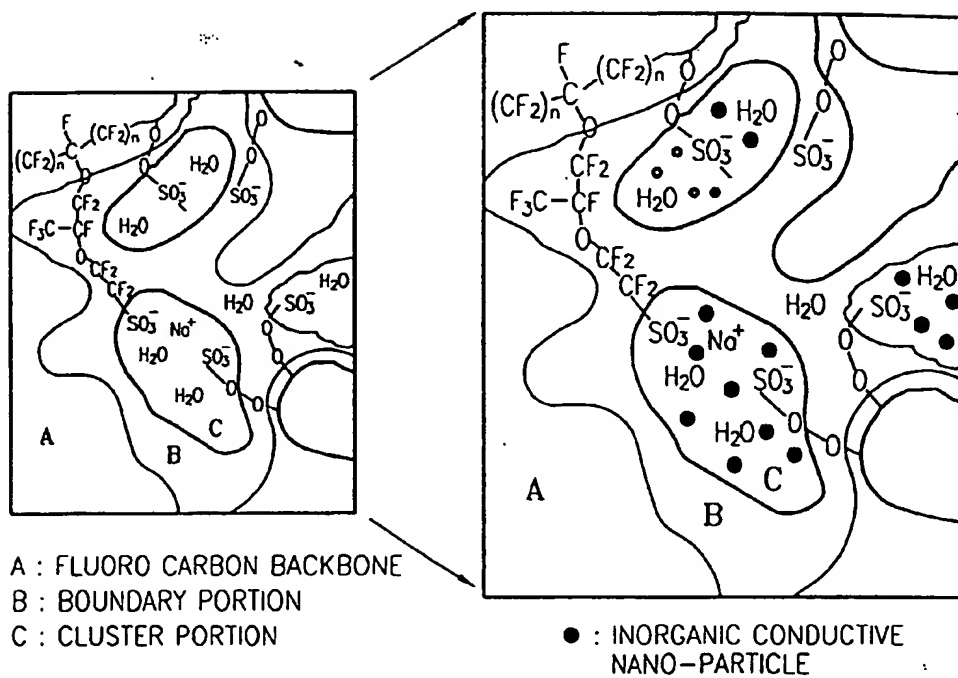 F
(CF2)n
(CF2)n
O
O
O
O
O
CF2
H2O
SO3-
SO3-
F3C-CF
H2O
O
CF2
CF2
H2O
H2O
SO3-
SO3-
Na+
H2O
SO3-
O
O
H2O
O
O
A
B
C
A : FLUORO CARBON BACKBONE
B : BOUNDARY PORTION
C : CLUSTER PORTION
F
(CF2)n
(CF2)n
O
O
O
O
O
H2O
CF2
SO3-
SO3-
F3C-CF
H2O
O
CF2
CF2
H2O
H2O
SO3-
SO3-
Na+
H2O
SO3-
O
O
H2O
O
O
A
B
C
● : INORGANIC CONDUCTIVE
NANO-PARTICLE